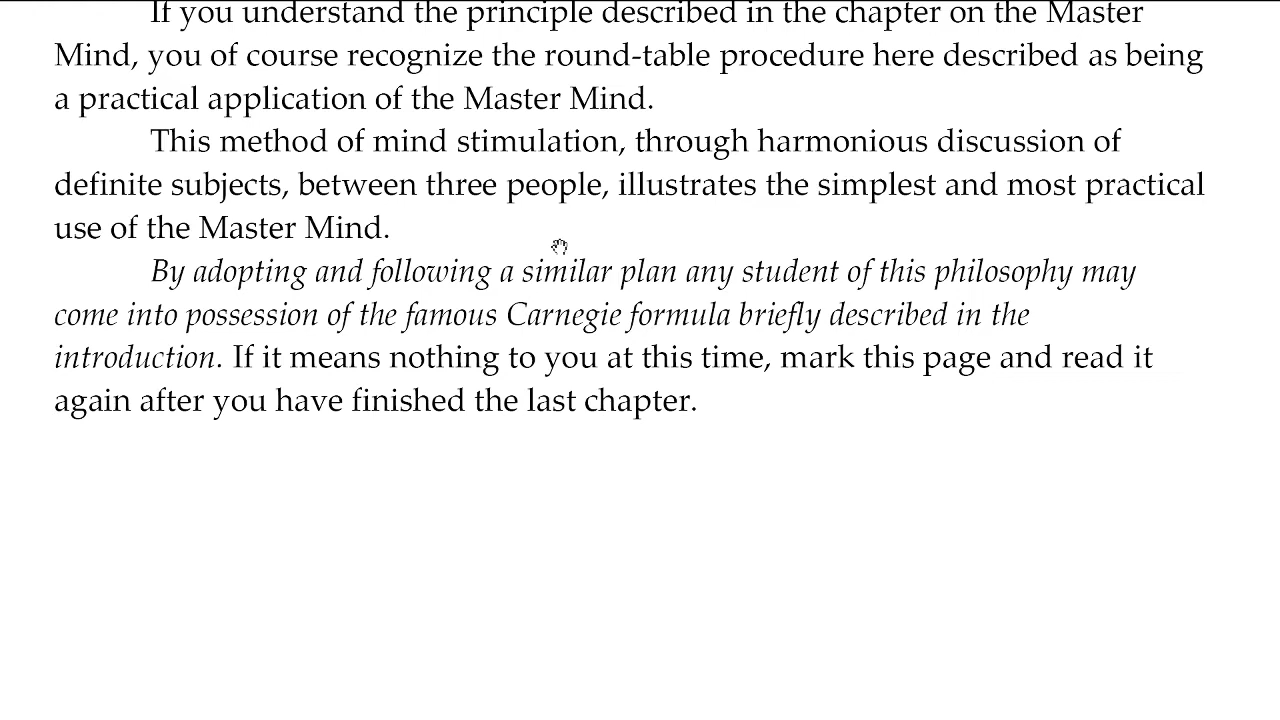 If you understand the principle described in the chapter on the Master
Mind, you of course recognize the round-table procedure here described as being
a practical application of the Master Mind.
This method of mind stimulation, through harmonious discussion of
definite subjects, between three people, illustrates the simplest and most practical
use of the Master Mind.
By adopting and following a similar plan any student of this philosophy may
come into possession of the famous Carnegie formula briefly described in the
introduction. If it means nothing to you at this time, mark this page and read it
again after you have finished the last chapter.